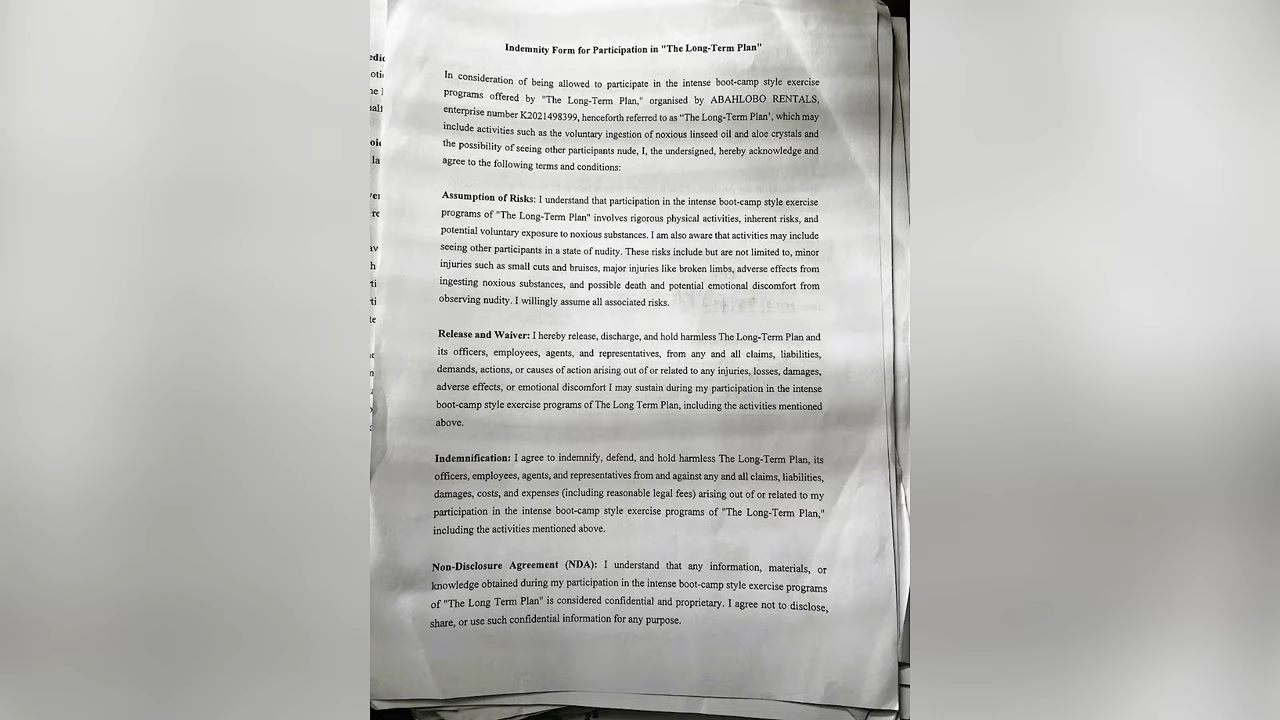 Indemnity Form for Participation in "The Long-Term Plan"
In consideration of being allowed to participate in the intense boot-camp style exercise
programs offered by "The Long-Term Plan," organised by ABAHLOBO RENTALS,
enterprise number K2021498399, henceforth referred to as "The Long-Term Plan', which may
include activities such as the voluntary ingestion of noxious linseed oil and aloe crystals and
the possibility of seeing other participants nude, I, the undersigned, hereby acknowledge and
agree to the following terms and conditions:
Assumption of Risks: I understand that participation in the intense boot-camp style exercise
programs of "The Long-Term Plan" involves rigorous physical activities, inherent risks, and
potential voluntary exposure to noxious substances. I am also aware that activities may include
seeing other participants in a state of nudity. These risks include but are not limited to, minor
injuries such as small cuts and bruises, major injuries like broken limbs, adverse effects from
ingesting noxious substances, and possible death and potential emotional discomfort from
observing nudity. I willingly assume all associated risks.
Release and Waiver: I hereby release, discharge, and hold harmless The Long-Term Plan and
its officers, employees, agents, and representatives, from any and all claims, liabilities,
demands, actions, or causes of action arising out of or related to any injuries, losses, damages,
adverse effects, or emotional discomfort I may sustain during my participation in the intense
boot-camp style exercise programs of The Long Term Plan, including the activities mentioned
above.
Indemnification: I agree to indemnify, defend, and hold harmless The Long-Term Plan, its
officers, employees, agents, and representatives from and against any and all claims, liabilities,
damages, costs, and expenses (including reasonable legal fees) arising out of or related to my
participation in the intense boot-camp style exercise programs of "The Long-Term Plan,"
including the activities mentioned above.
Non-Disclosure Agreement (NDA): I understand that any information, materials, or
knowledge obtained during my participation in the intense boot-camp style exercise programs
of "The Long Term Plan" is considered confidential and proprietary. I agree not to disclose,
share, or use such confidential information for any purpose.